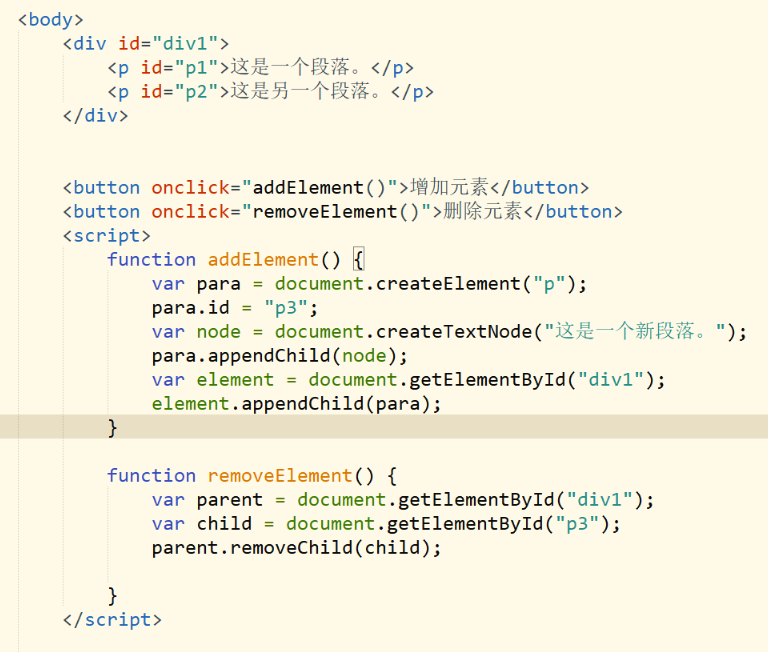 <body>
<div id="div1">
<p id="p1">这是一个段落。</p>
<p id="p2">这是另一个段落。</p>
</div>
<button onclick="addElement()">增加元素</button>
<button onclick="removeElement()">删除元素</button>
<script>
function addElement() {
var para = document.createElement("p");
para.id = "p3";
var node = document.createTextNode("这是一个新段落。");
para.appendChild(node);
var element = document.getElementById("div1");
element.appendChild(para);
}
function removeElement() {
var parent = document.getElementById("div1");
var child = document.getElementById("p3");
parent.removeChild(child);
}
</script>